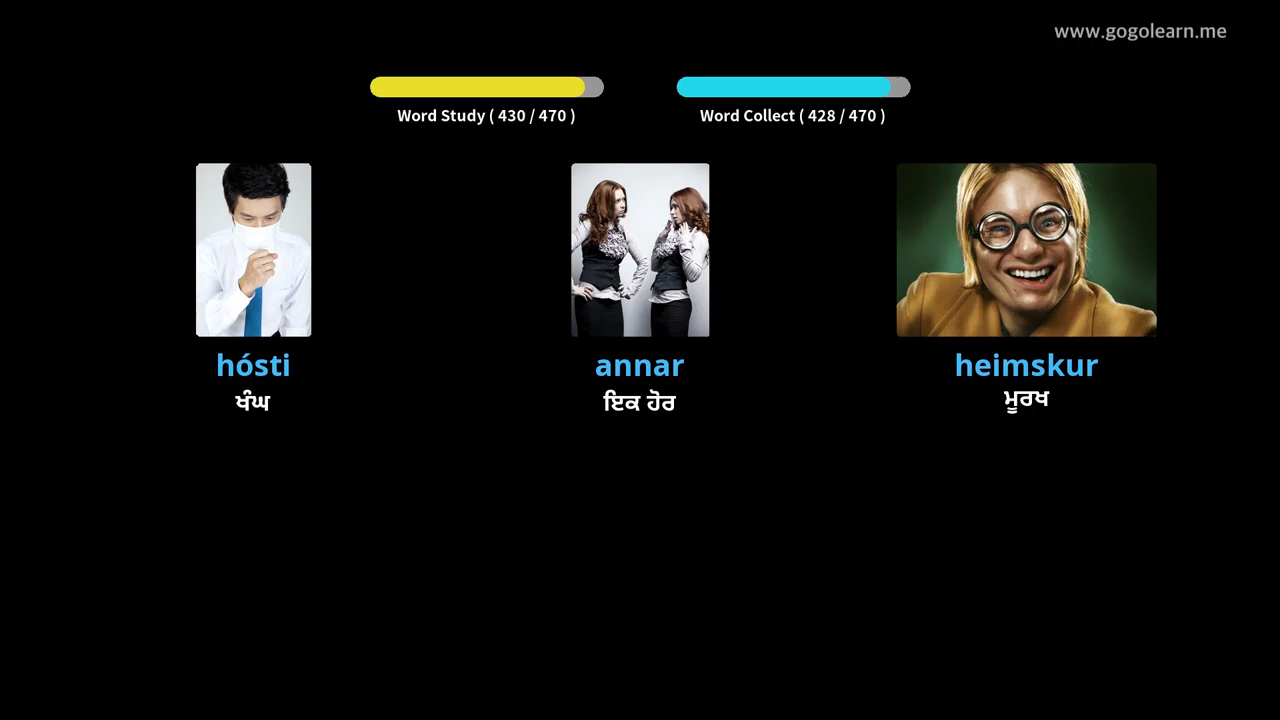 www.gogolearn.me
Word Study ( 430 / 470 )
Word Collect ( 428 / 470 )
hósti
ਖੰਘ
annar
ਇਕ ਹੋਰ
heimskur
ਮੂਰਖ